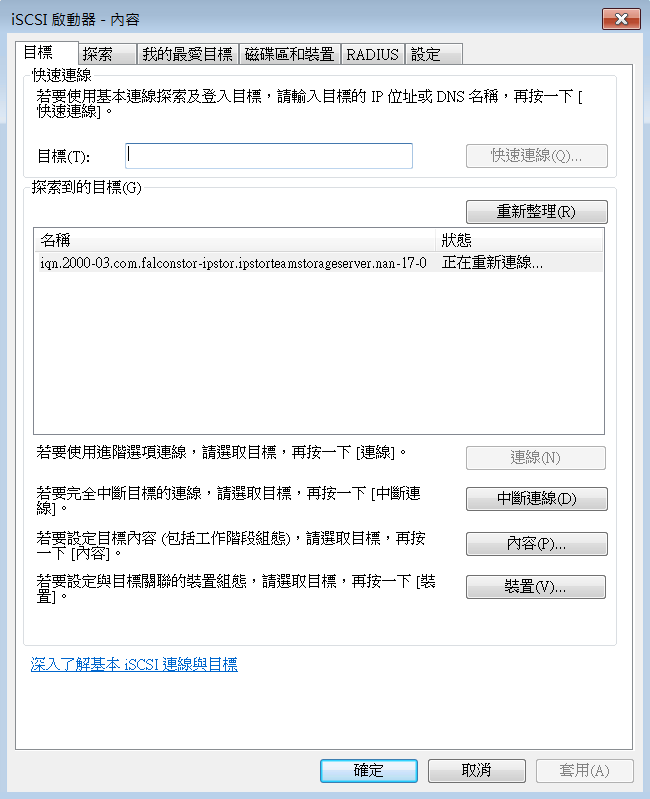 iSCSI 啟動器 - 內容
目標
探索
我的最愛目標
磁碟區和裝置
RADIUS
設定
快速連線
若要使用基本連線探索及登入目標，請輸入目標的 IP 位址或 DNS 名稱，再按一下 [
快速連線]。
目標(T):
快速連線(Q)...
探索到的目標(G)
重新整理(R)
名稱
狀態
iqn.2000-03.com.falconstor-ipstor.ipstorteamstorageserver.nan-17-0
正在重新連線...
若要使用進階選項連線，請選取目標，再按一下 [連線]。
連線(N)
若要完全中斷目標的連線，請選取目標，再按一下 [中斷連
線]。
中斷連線(D)
若要設定目標內容 (包括工作階段組態)，請選取目標，再按
一下 [內容]。
內容(P)...
若要設定與目標關聯的裝置組態，請選取目標，再按一下 [裝
置]。
裝置(V)...
深入了解基本 iSCSI 連線與目標
確定
取消
套用(A)